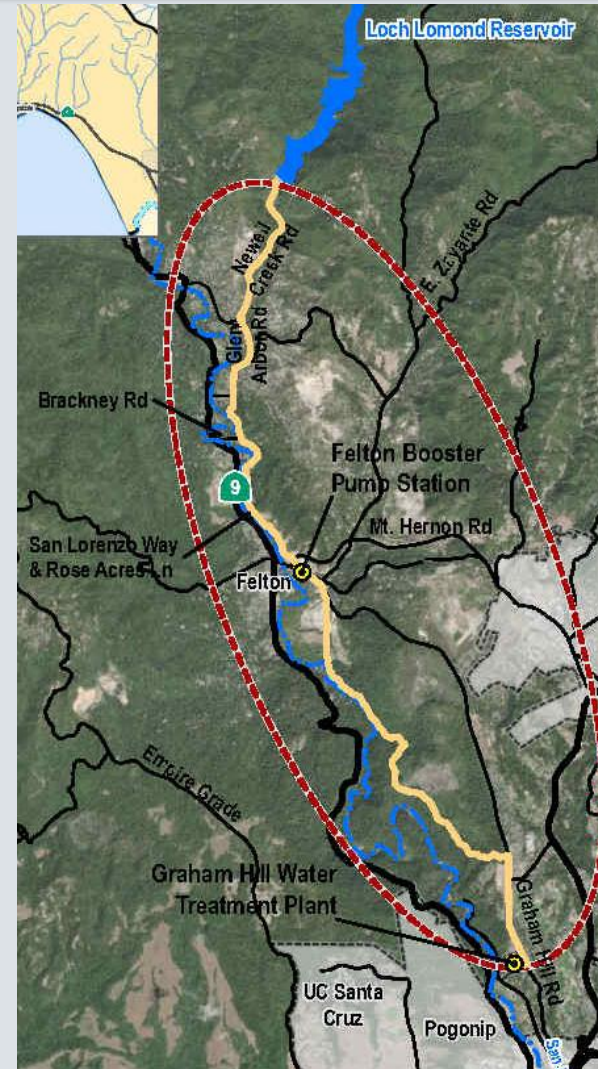 Loch Lomond Reservoir
E. Zayante Rd
Newell
Creek Rd
Glen
Arbor Rd
Brackney Rd
Felton Booster
Pump Station
9
Mt. Hernon Rd
San Lorenzo Way
& Rose Acres Ln
Felton
Empire Grade
Graham Hill Water
Treatment Plant
Graham Hill Rd
UC Santa
Cruz
Pogonip
San